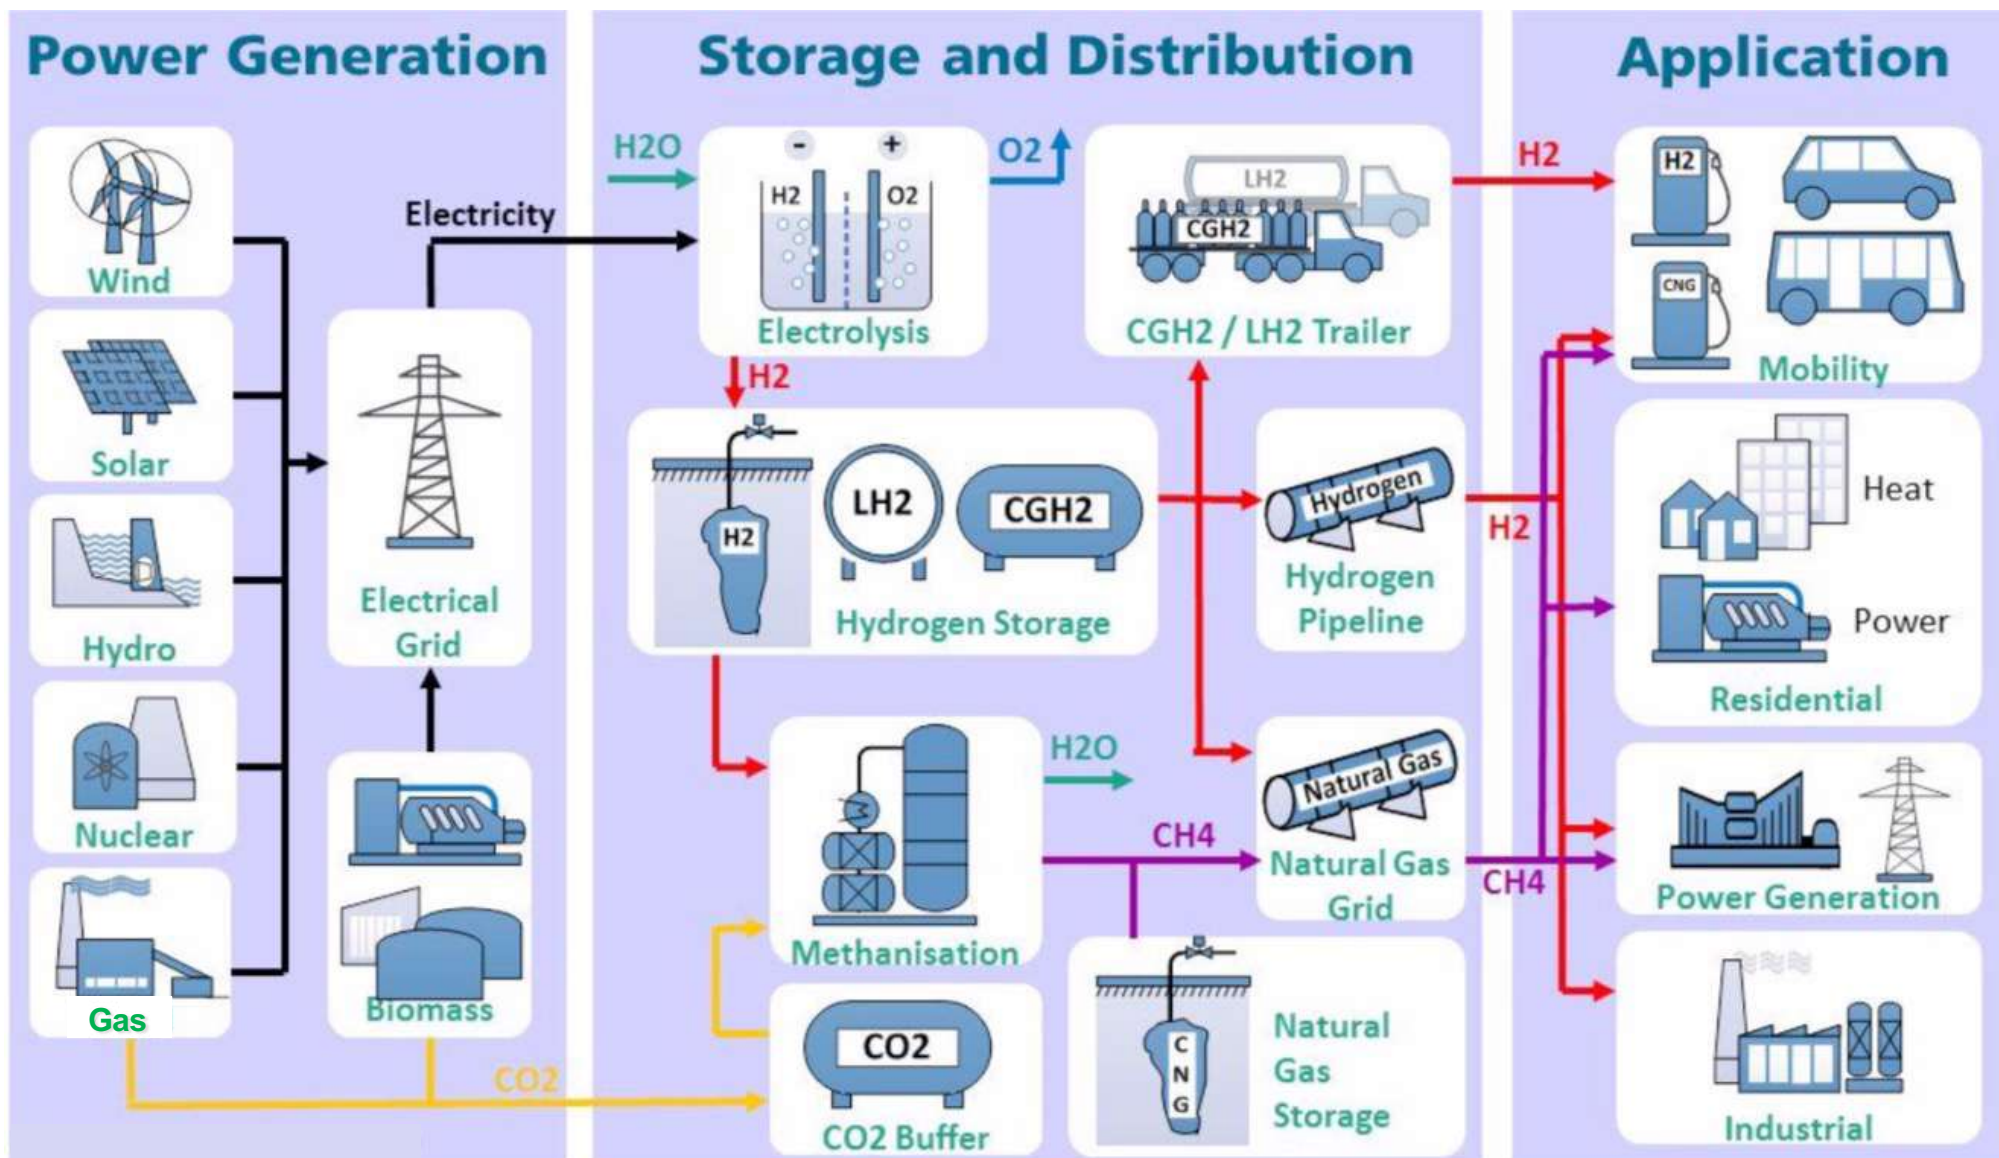 Power Generation
Wind
Solar
Hydro
Nuclear
Gas
Electricity
Electrical
Grid
Biomass
CO2
Storage and Distribution
H2O
- +
H2 O2
Electrolysis
O2
LH2
CGH2
CGH2 / LH2 Trailer
H2
H2
LH2
CGH2
Hydrogen Storage
Hydrogen
Hydrogen
Pipeline
H2
Methanisation
H2O
CH4
Natural Gas
Natural Gas
Grid
CH4
CO2
CO2 Buffer
C
N
G
Natural
Gas
Storage
Application
H2
H2
CNG
Mobility
Heat
Power
Residential
Power Generation
Industrial